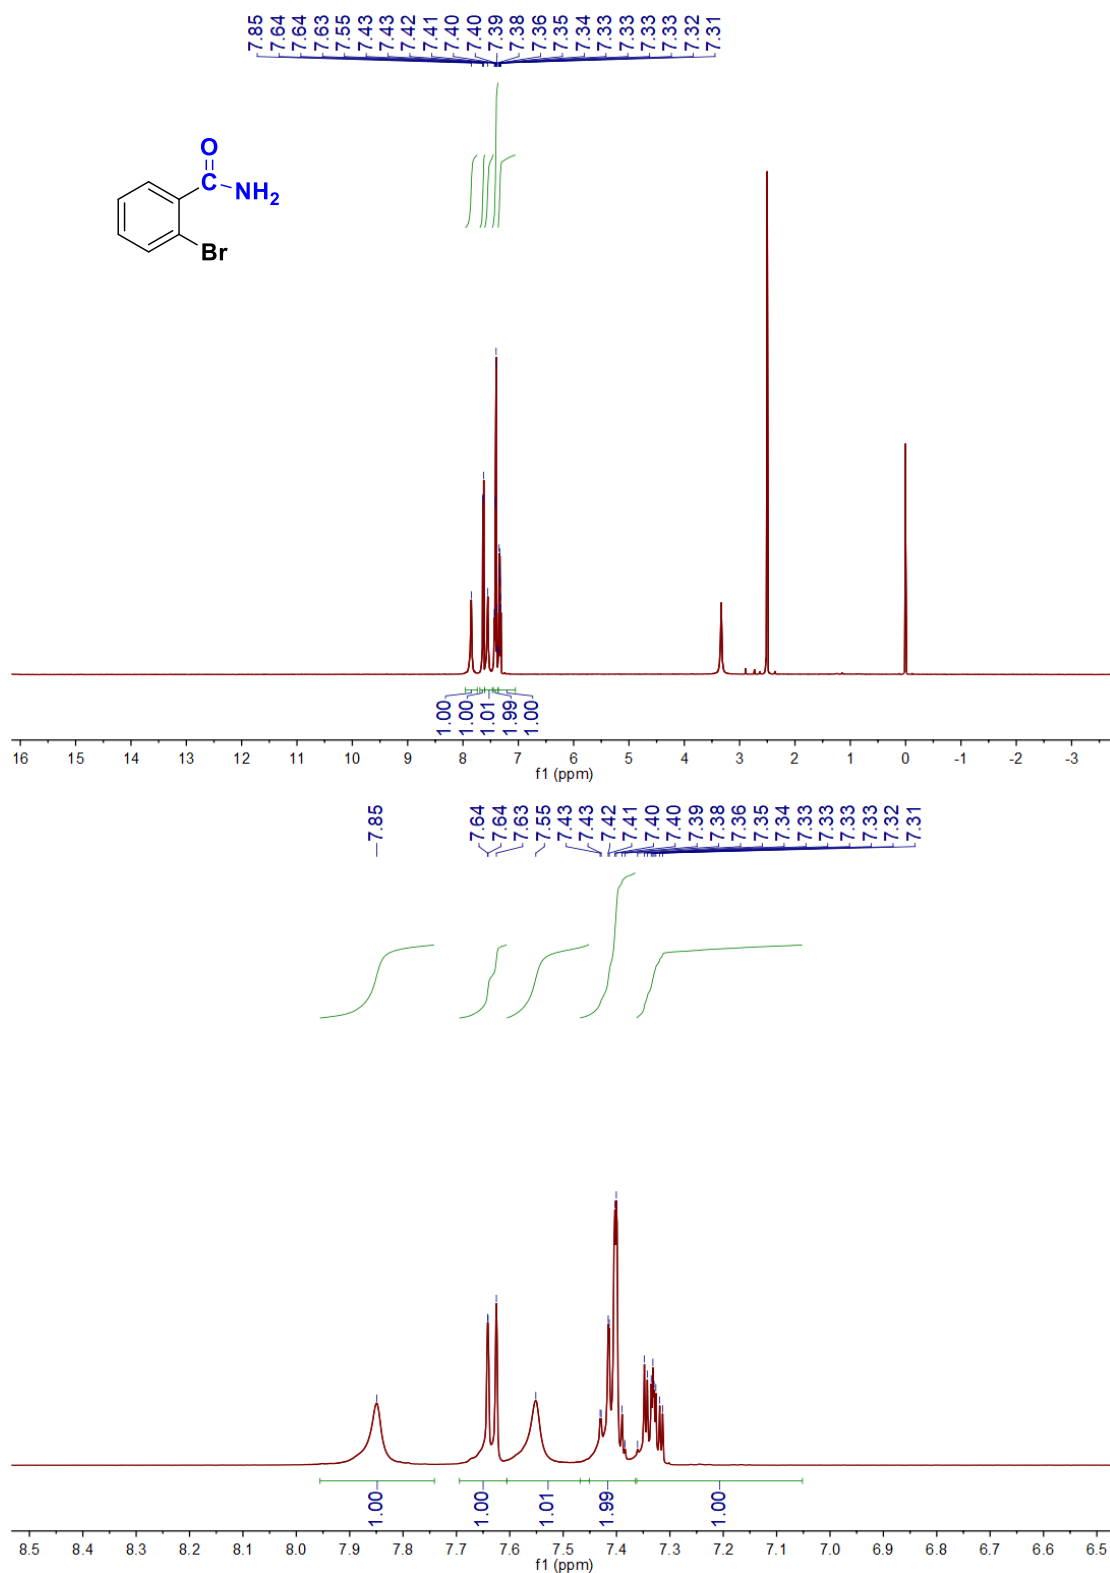 7.85 7.64 7.64 7.63 7.55 7.43 7.43 7.42 7.41 7.40 7.40 7.39 7.38 7.36 7.35 7.34 7.33 7.33 7.33 7.33 7.32 7.31
O
C NH2
Br
1.00 1.00 1.01 1.99 1.00
16 15 14 13 12 11 10 9 8 7 6 5 4 3 2 1 0 -1 -2 -3
f1 (ppm)
7.85 7.64 7.64 7.63 7.55 7.43 7.43 7.42 7.41 7.40 7.40 7.39 7.38 7.36 7.35 7.34 7.33 7.33 7.33 7.33 7.32 7.31
1.00 1.00 1.01 1.99 1.00
8.5 8.4 8.3 8.2 8.1 8.0 7.9 7.8 7.7 7.6 7.5 7.4 7.3 7.2 7.1 7.0 6.9 6.8 6.7 6.6 6.5
f1 (ppm)